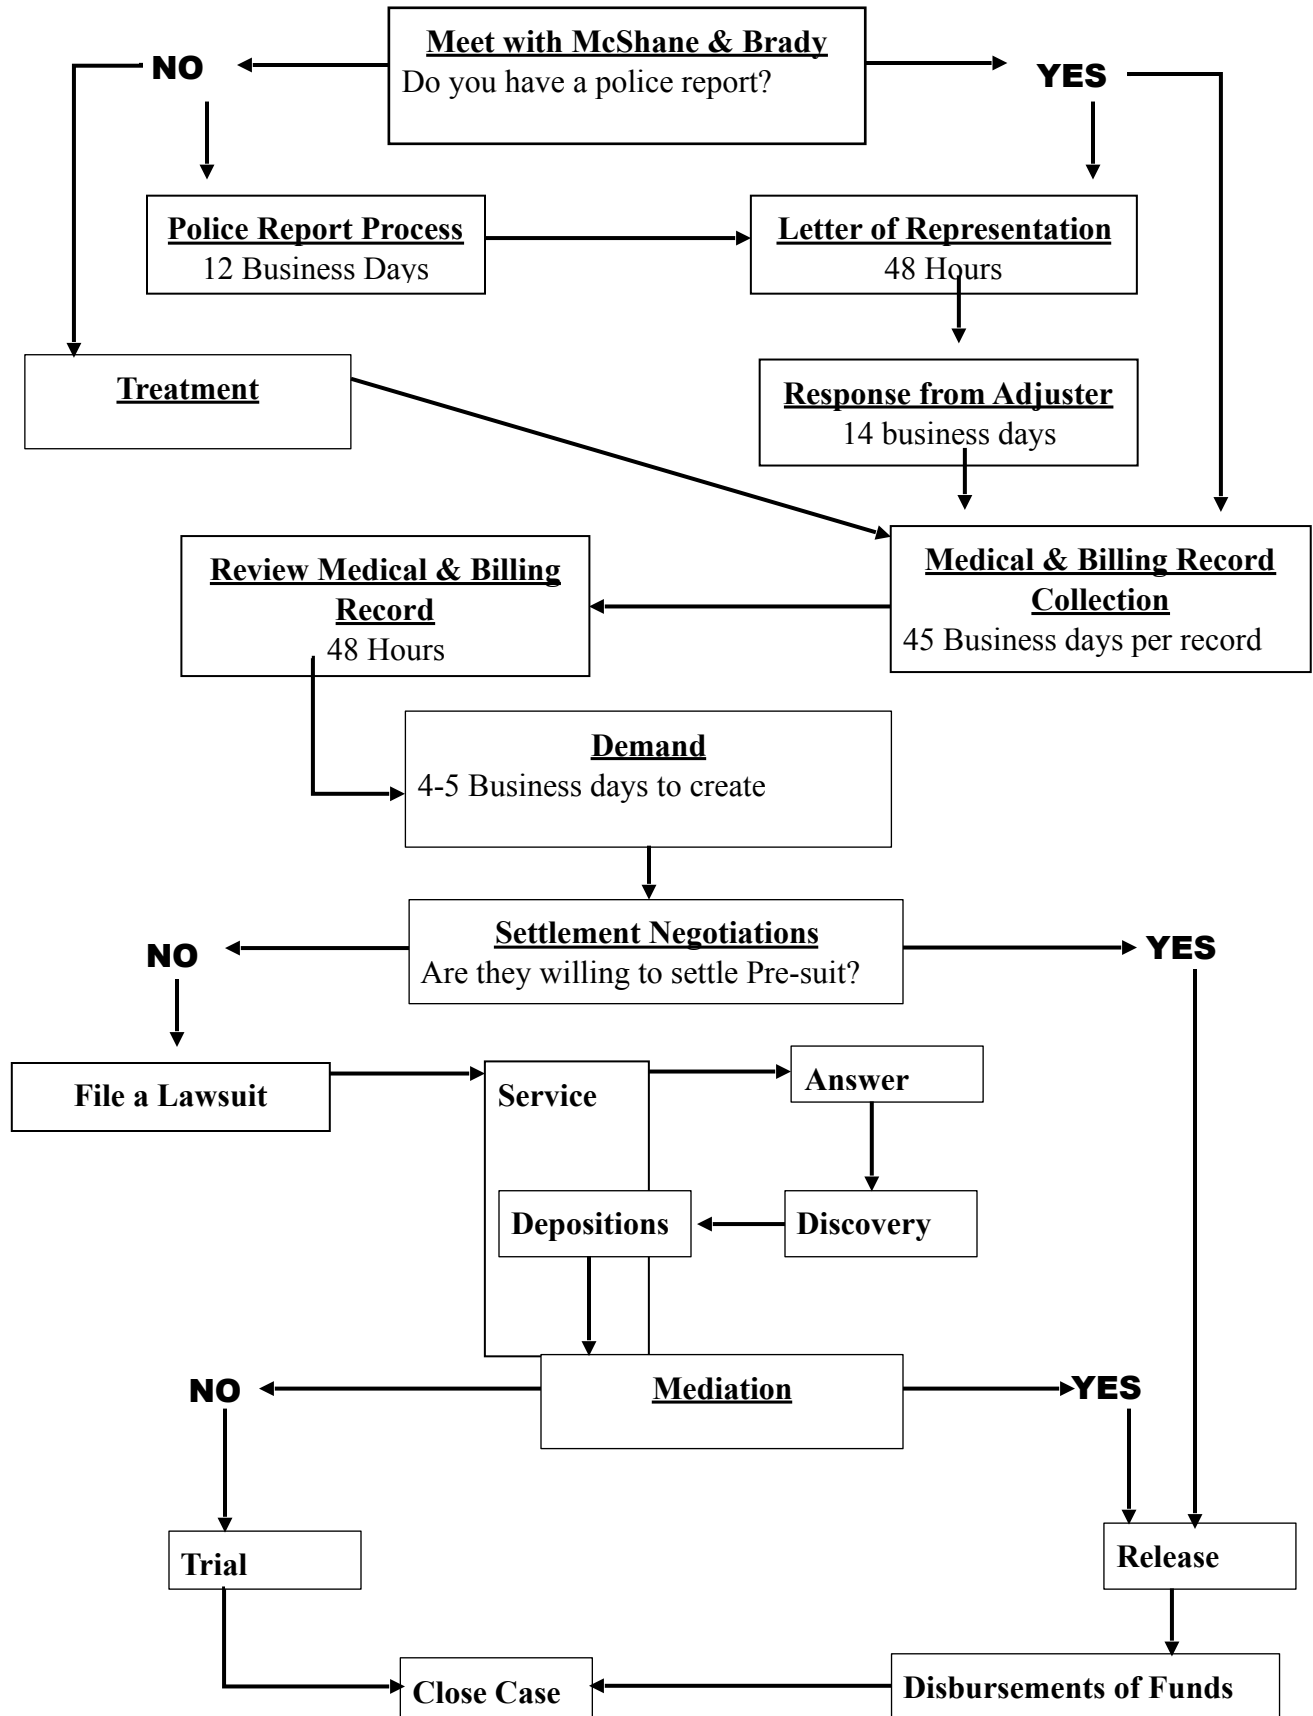 Meet with McShane & Brady
Do you have a police report?
NO
YES
Police Report Process
12 Business Days
Letter of Representation
48 Hours
Treatment
Response from Adjuster
14 business days
Review Medical & Billing
Record
48 Hours
Medical & Billing Record
Collection
45 Business days per record
Demand
4-5 Business days to create
Settlement Negotiations
Are they willing to settle Pre-suit?
NO
YES
File a Lawsuit
Service
Answer
Depositions
Discovery
Mediation
NO
YES
Trial
Release
Close Case
Disbursements of Funds